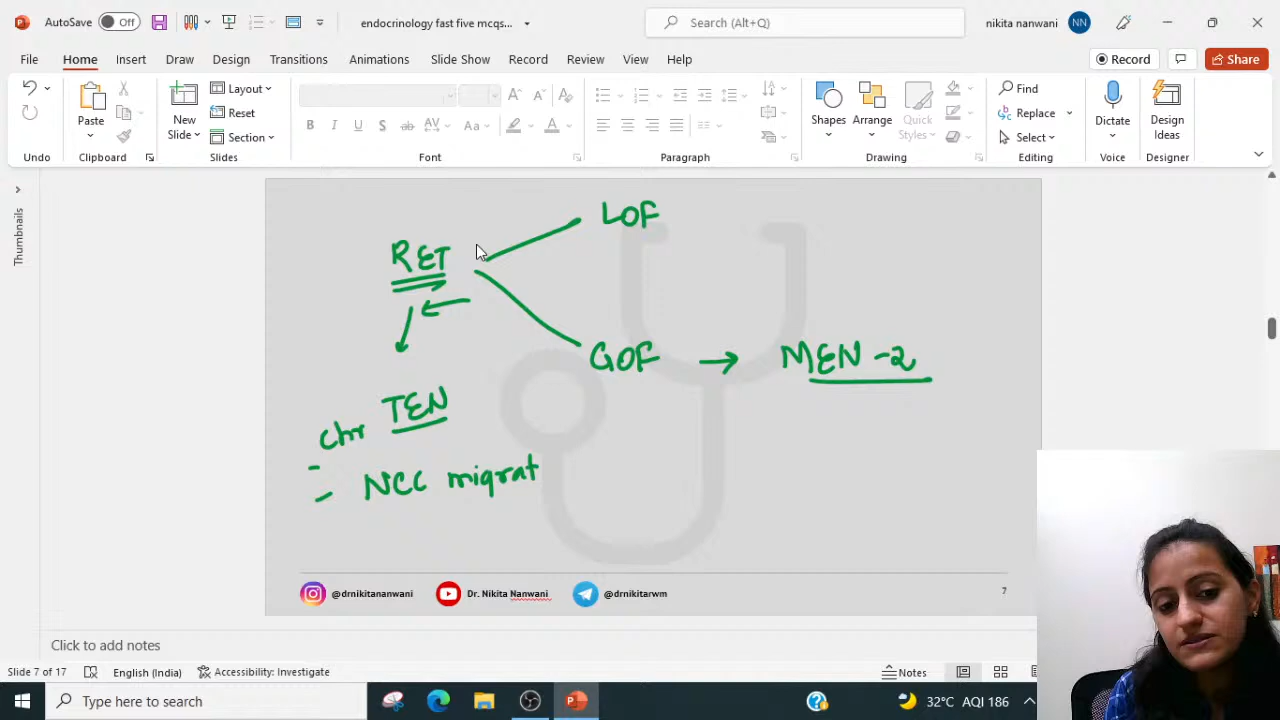 AutoSave Off endocrinology fast five mcqs... Search (Alt+Q) nikita nanwani NN
File Home Insert Draw Design Transitions Animations Slide Show Record Review View Help Record Share
Paste New Slide Layout Reset Section Shapes Arrange Quick Styles Find Replace Select Dictate Design Ideas
Undo Clipboard Slides Font Paragraph Drawing Editing Voice Designer
Thumbnails
LOF
RET
GOF → MEN-2
TEN
chr
NCC migrat
@drnikitananwani Dr. Nikita Nanwani @drnikitarwm 7
Click to add notes
Slide 7 of 17 English (India) Accessibility: Investigate Notes
Type here to search 32°C AQI 186